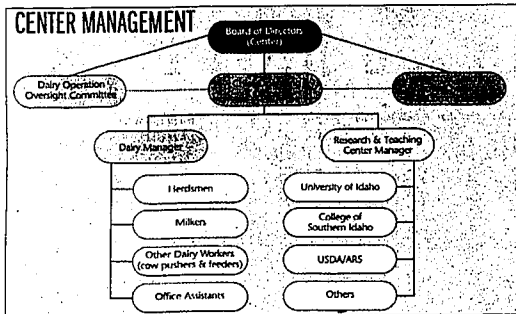 CENTER MANAGEMENT
Board of Directors
(Center)
Dairy Operation
Oversight Committee
Dairy Manager
Research & Teaching
Center Manager
Herdsmen
University of Idaho
Milkers
College of
Southern Idaho
Other Dairy Workers
(cow pushers & feeders)
USDA/ARS
Office Assistants
Others